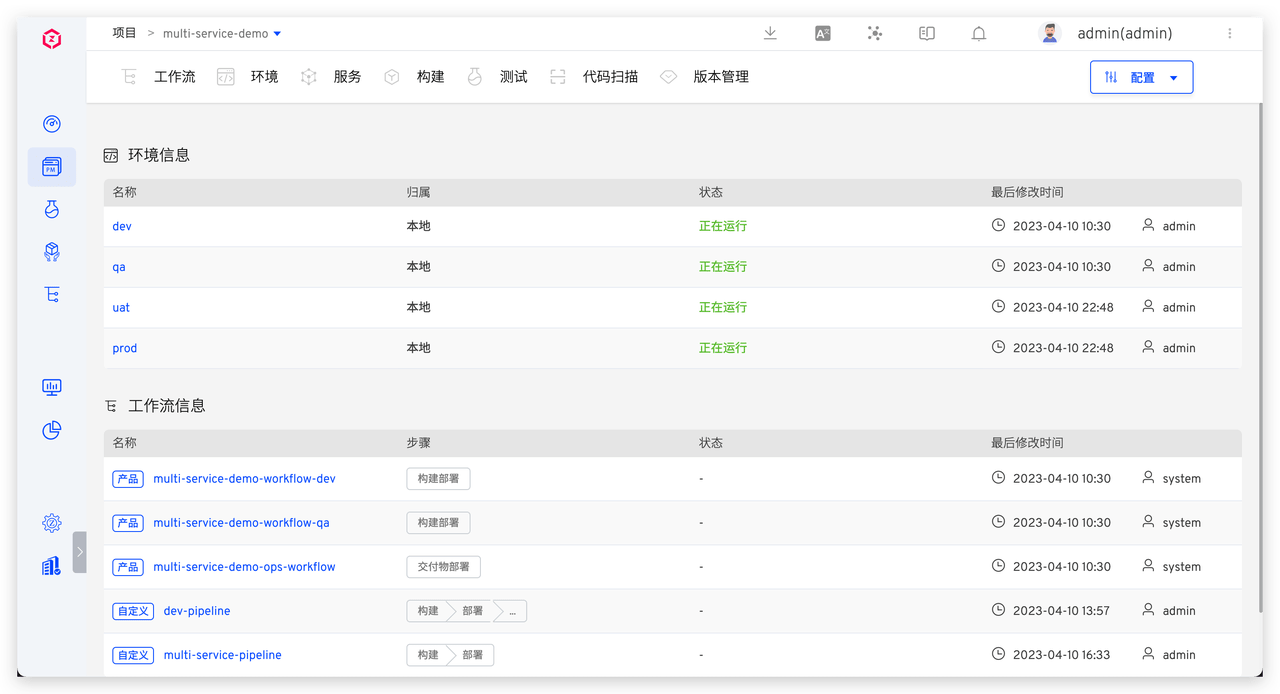 项目 > multi-service-demo
admin(admin)
工作流 环境 服务 构建 测试 代码扫描 版本管理 配置
PM
环境信息
名称 归属 状态 最后修改时间
dev 本地 正在运行 2023-04-10 10:30 admin
qa 本地 正在运行 2023-04-10 10:30 admin
uat 本地 正在运行 2023-04-10 22:48 admin
prod 本地 正在运行 2023-04-10 22:48 admin
工作流信息
名称 步骤 状态 最后修改时间
产品 multi-service-demo-workflow-dev 构建部署 - 2023-04-10 10:30 system
产品 multi-service-demo-workflow-qa 构建部署 - 2023-04-10 10:30 system
产品 multi-service-demo-ops-workflow 交付物部署 - 2023-04-10 10:30 system
自定义 dev-pipeline 构建 部署 ... - 2023-04-10 13:57 admin
自定义 multi-service-pipeline 构建 部署 - 2023-04-10 16:33 admin